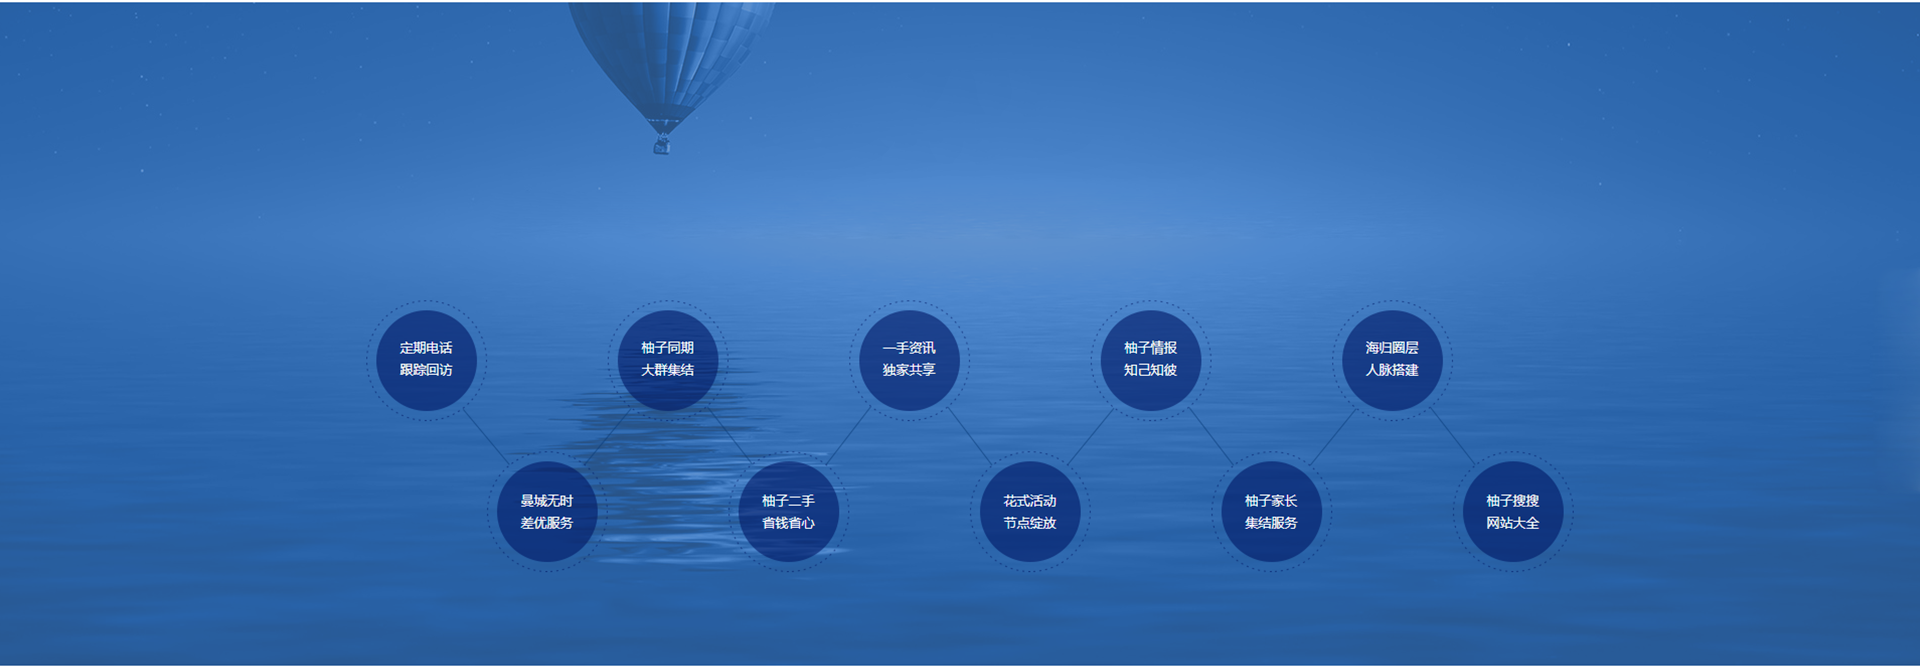 定期电话
跟踪回访
曼城无时
差优服务
柚子同期
大群集结
柚子二手
省钱省心
一手资讯
独家共享
花式活动
节点绽放
柚子情报
知己知彼
柚子家长
集结服务
海归圈层
人脉搭建
柚子搜搜
网站大全